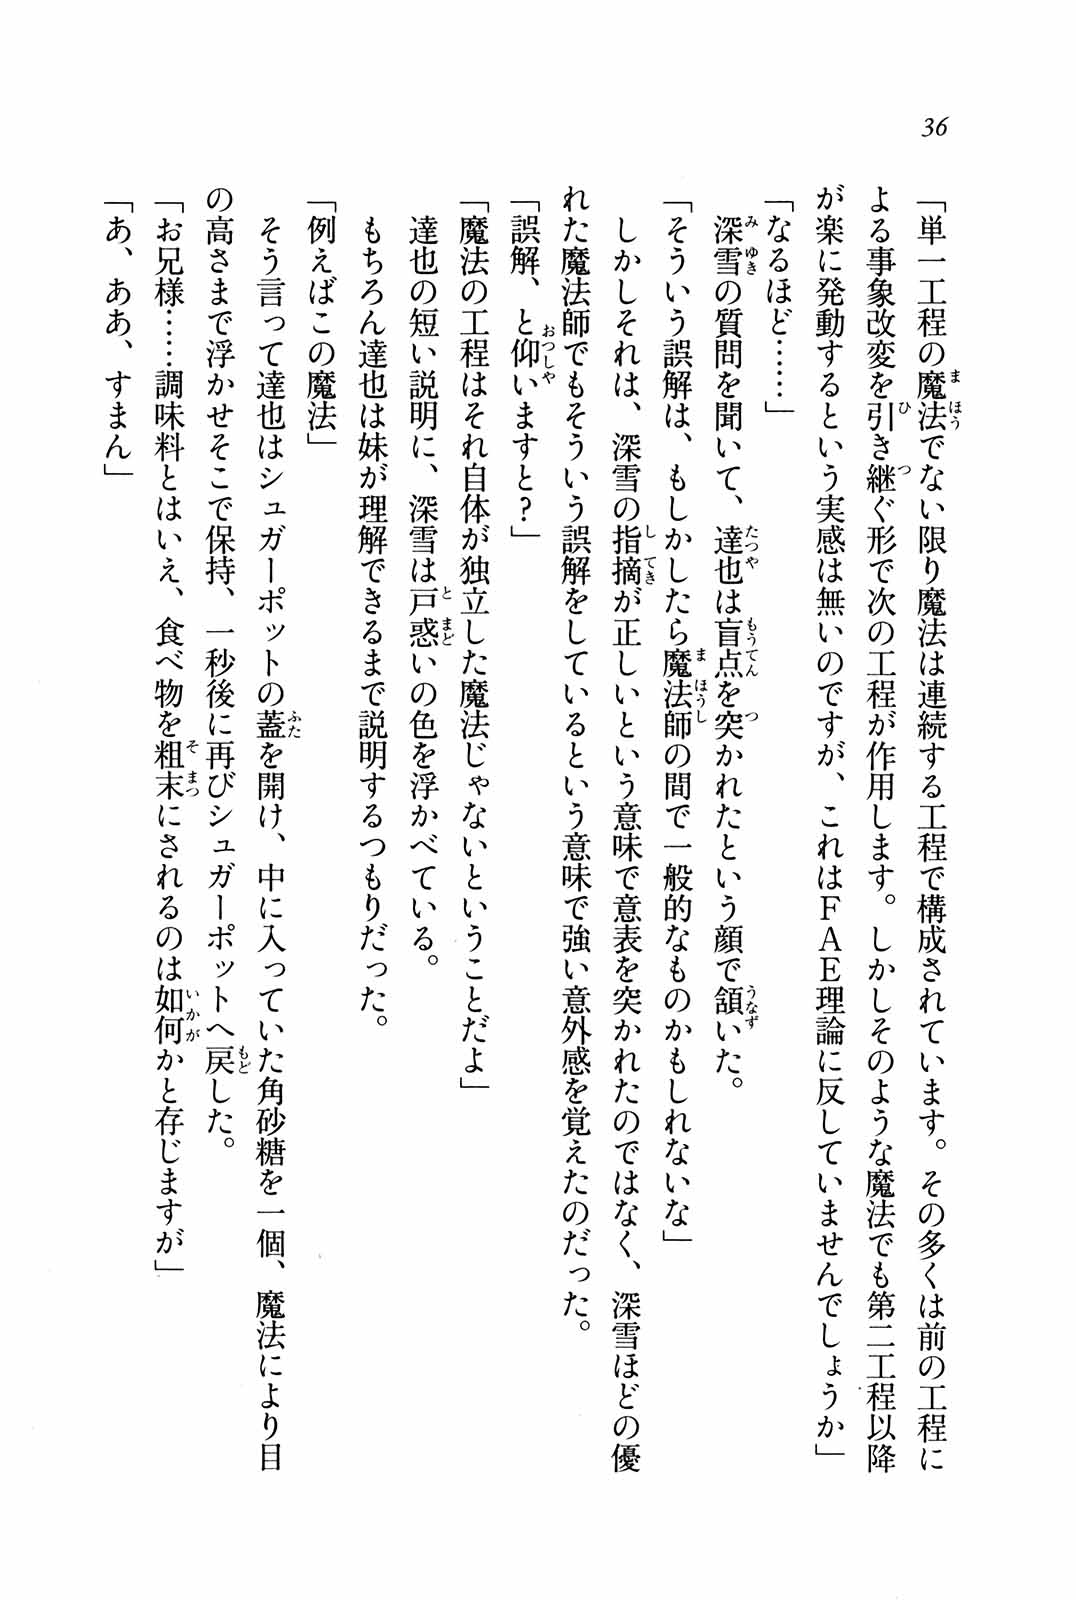 36
「単一工程の魔法でない限り魔法は連続する工程で構成されています。その多くは前の工程に
よる事象改変を引き継ぐ形で次の工程が作用します。しかしそのような魔法でも第二工程以降
が楽に発動するという実感は無いのですが、これはＦＡＥ理論に反していませんでしょうか」
「なるほど……」
　深雪の質問を聞いて、達也は盲点を突かれたという顔で頷いた。
「そういう誤解は、もしかしたら魔法師の間で一般的なものかもしれないな」
　しかしそれは、深雪の指摘が正しいという意味で意表を突かれたのではなく、深雪ほどの優
れた魔法師でもそういう誤解をしているという意味で強い意外感を覚えたのだった。
「誤解、と仰いますと？」
「魔法の工程はそれ自体が独立した魔法じゃないということだよ」
　達也の短い説明に、深雪は戸惑いの色を浮かべている。
　もちろん達也は妹が理解できるまで説明するつもりだった。
「例えばこの魔法」
　そう言って達也はシュガーポットの蓋を開け、中に入っていた角砂糖を一個、魔法により目
の高さまで浮かせそこで保持、一秒後に再びシュガーポットへ戻した。
「お兄様……調味料とはいえ、食べ物を粗末にされるのは如何かと存じますが」
「あ、ああ、すまん」